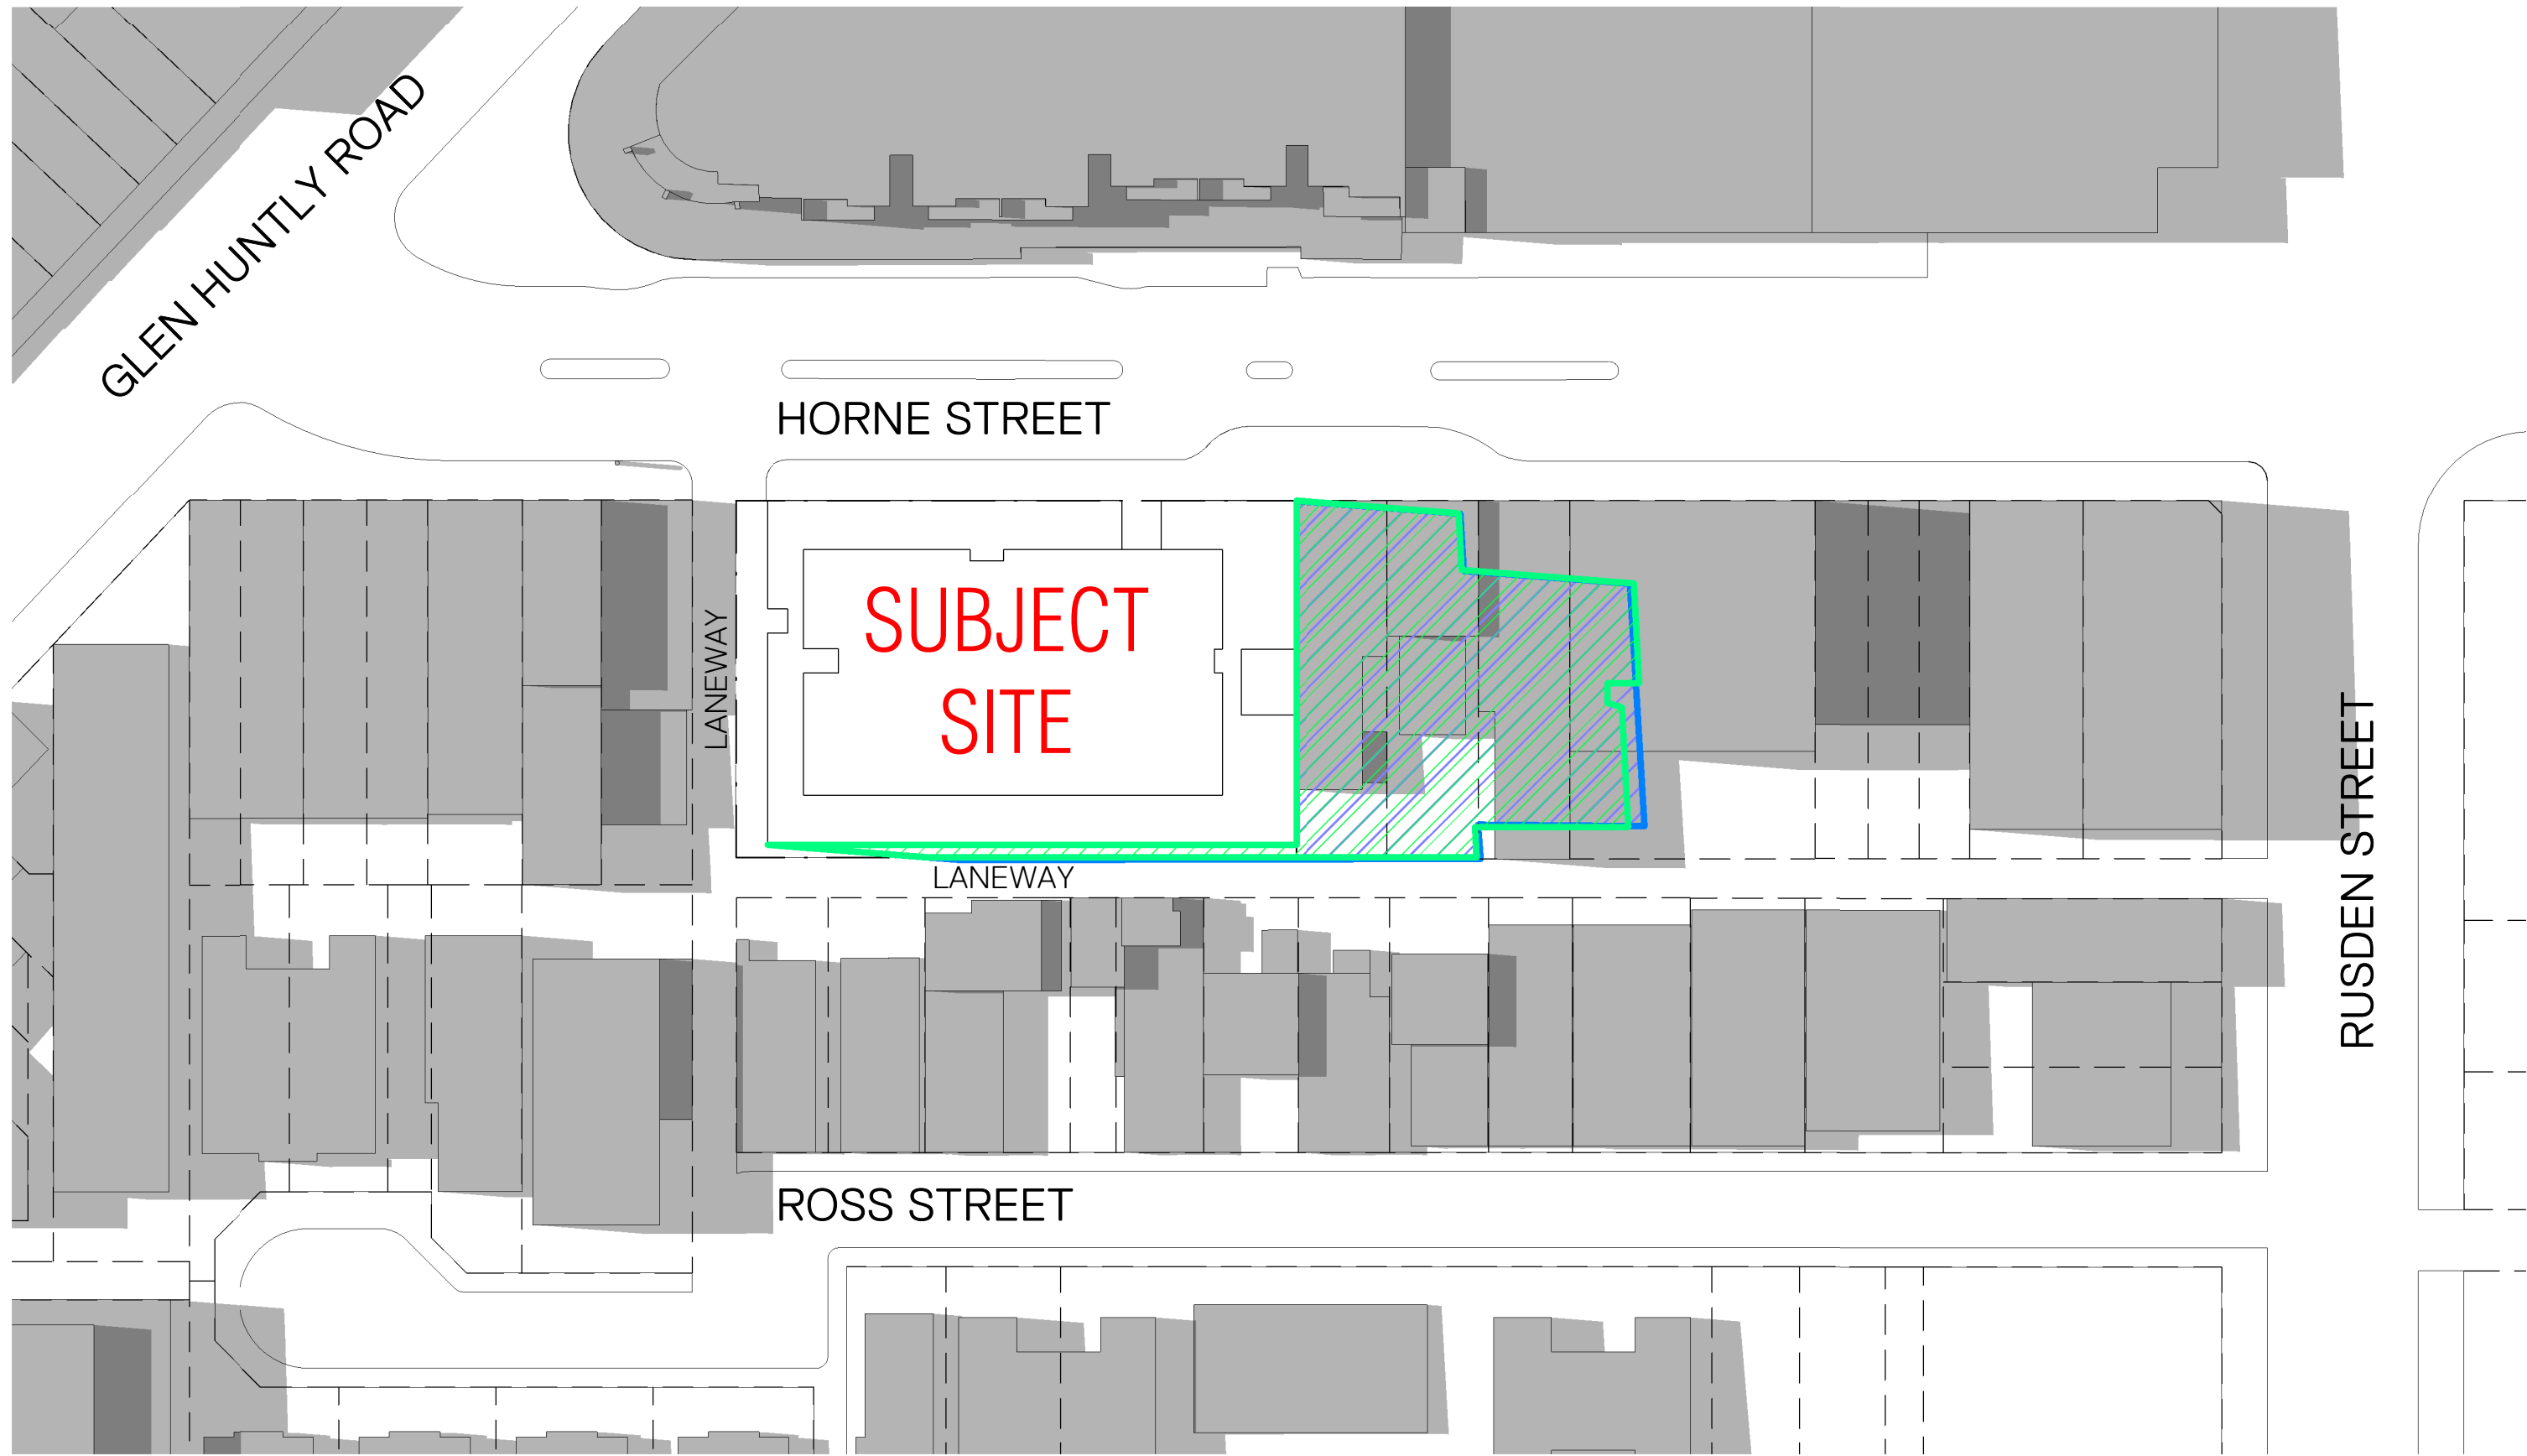 GLEN HUNTLY ROAD
HORNE STREET
SUBJECT
SITE
LANEWAY
LANEWAY
RUSDEN STREET
ROSS STREET